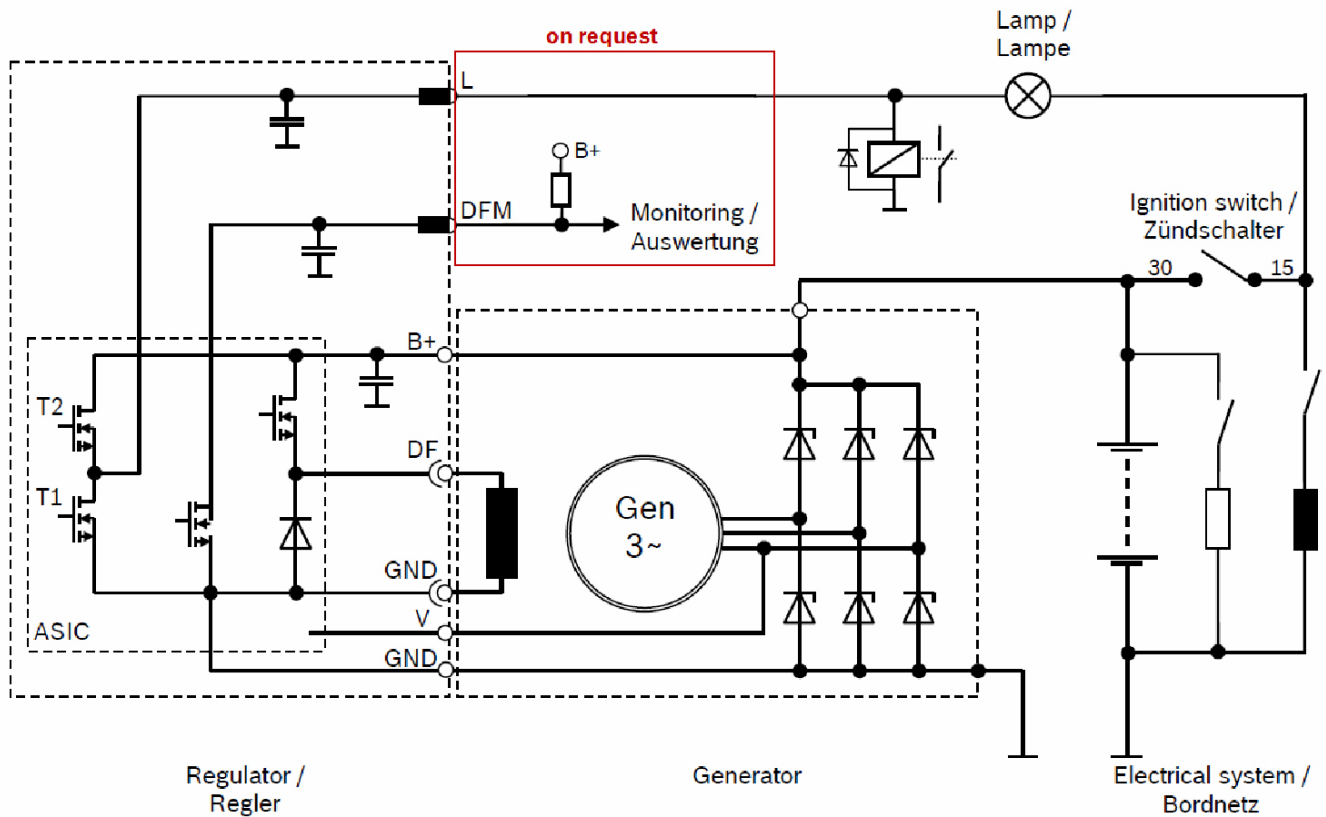 on request
Lamp /
Lampe
L
B+
DFM
Monitoring /
Auswertung
Ignition switch /
Zündschalter
30
15
B+
T2
DF
T1
Gen
3~
GND
V
ASIC
GND
Regulator /
Regler
Generator
Electrical system /
Bordnetz